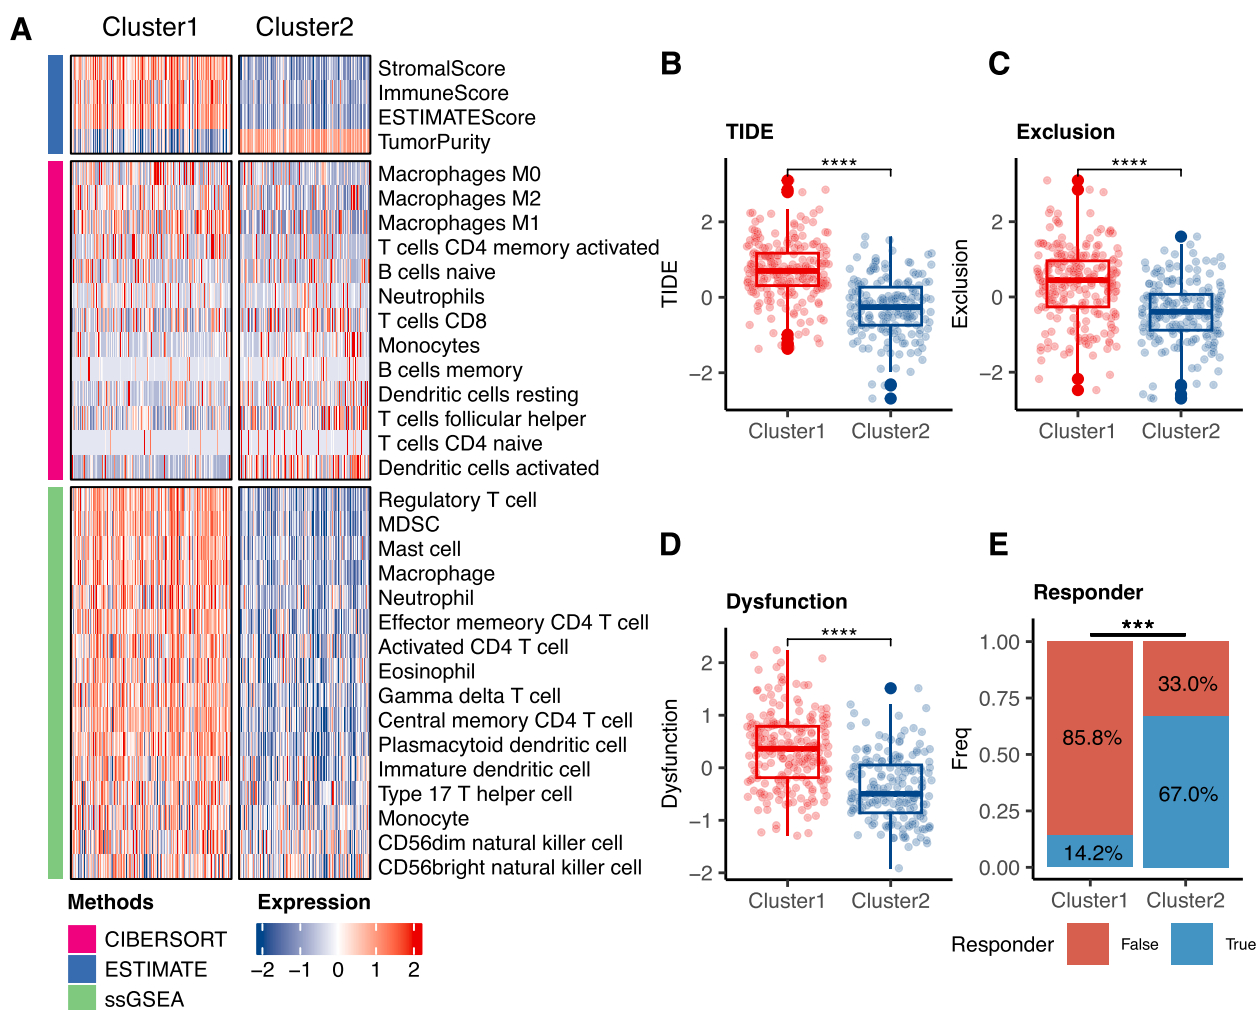 A
Cluster1
Cluster2
StromalScore
ImmuneScore
ESTIMATEScore
TumorPurity
Macrophages M0
Macrophages M2
Macrophages M1
T cells CD4 memory activated
B cells naive
Neutrophils
T cells CD8
Monocytes
B cells memory
Dendritic cells resting
T cells follicular helper
T cells CD4 naive
Dendritic cells activated
Regulatory T cell
MDSC
Mast cell
Macrophage
Neutrophil
Effector memeory CD4 T cell
Activated CD4 T cell
Eosinophil
Gamma delta T cell
Central memory CD4 T cell
Plasmacytoid dendritic cell
Immature dendritic cell
Type 17 T helper cell
Monocyte
CD56dim natural killer cell
CD56bright natural killer cell
Methods
CIBERSORT
ESTIMATE
ssGSEA
Expression
−2 −1 0 1 2
B
TIDE
****
TIDE
2
0
−2
Cluster1 Cluster2
C
Exclusion
****
Exclusion
2
0
−2
Cluster1 Cluster2
D
Dysfunction
****
Dysfunction
2
1
0
−1
−2
Cluster1 Cluster2
E
Responder
***
Freq
1.00
0.75
0.50
0.25
0.00
85.8%
14.2%
33.0%
67.0%
Cluster1 Cluster2
Responder False True